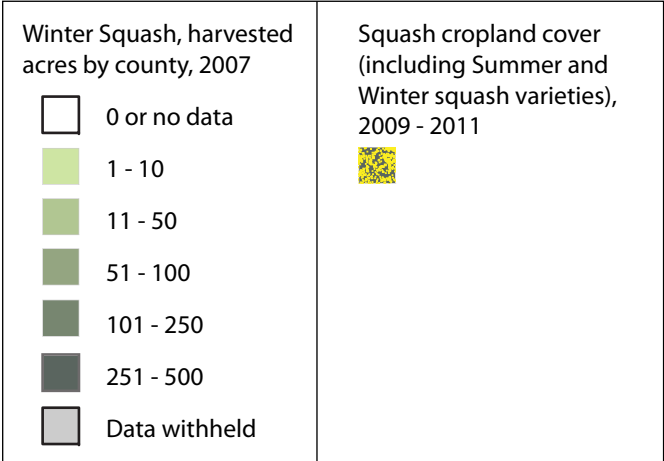 Winter Squash, harvested
acres by county, 2007
0 or no data
1 - 10
11 - 50
51 - 100
101 - 250
251 - 500
Data withheld
Squash cropland cover
(including Summer and
Winter squash varieties),
2009 - 2011